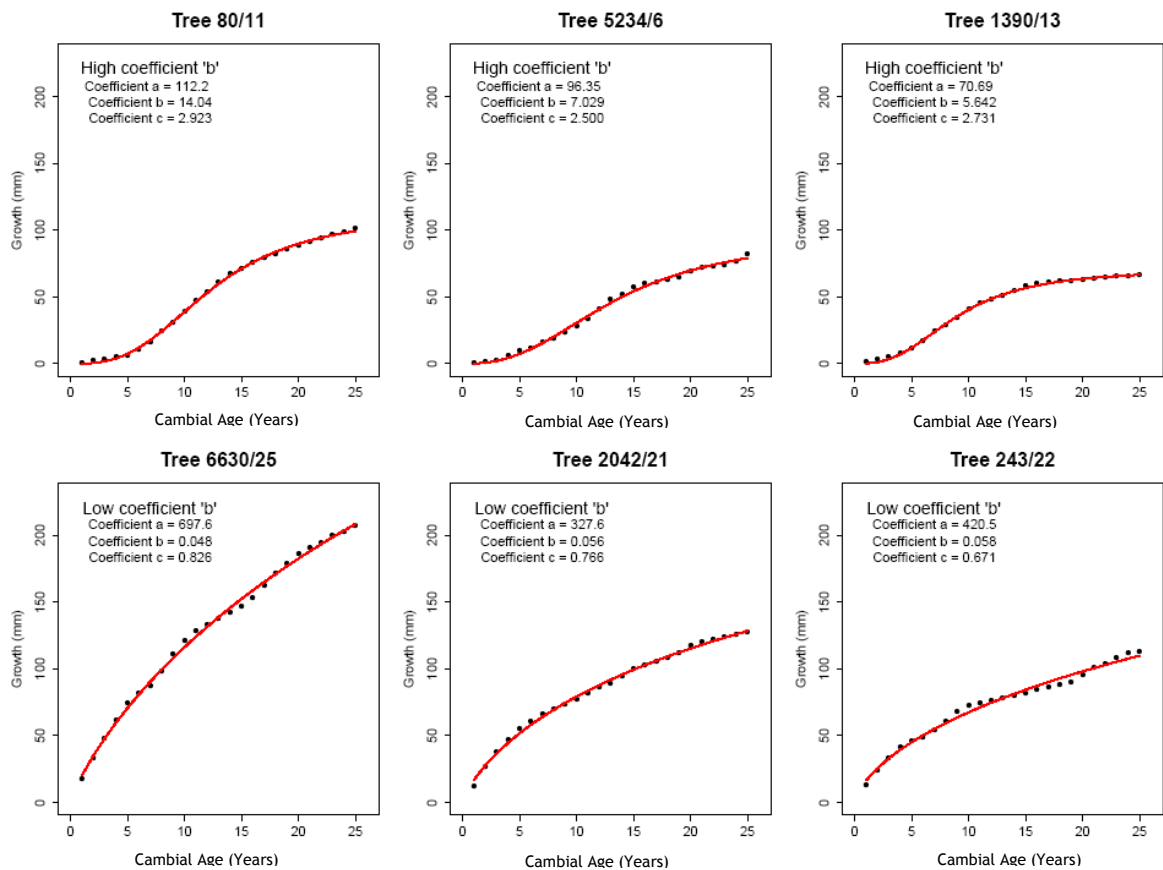 Tree 80/11
High coefficient 'b'
Coefficient a = 112.2
Coefficient b = 14.04
Coefficient c = 2.923
Growth (mm)
0
50
100
150
200
0 5 10 15 20 25
Cambial Age (Years)
Tree 5234/6
High coefficient 'b'
Coefficient a = 96.35
Coefficient b = 7.029
Coefficient c = 2.500
Growth (mm)
0
50
100
150
200
0 5 10 15 20 25
Cambial Age (Years)
Tree 1390/13
High coefficient 'b'
Coefficient a = 70.69
Coefficient b = 5.642
Coefficient c = 2.731
Growth (mm)
0
50
100
150
200
0 5 10 15 20 25
Cambial Age (Years)
Tree 6630/25
Low coefficient 'b'
Coefficient a = 697.6
Coefficient b = 0.048
Coefficient c = 0.826
Growth (mm)
0
50
100
150
200
0 5 10 15 20 25
Cambial Age (Years)
Tree 2042/21
Low coefficient 'b'
Coefficient a = 327.6
Coefficient b = 0.056
Coefficient c = 0.766
Growth (mm)
0
50
100
150
200
0 5 10 15 20 25
Cambial Age (Years)
Tree 243/22
Low coefficient 'b'
Coefficient a = 420.5
Coefficient b = 0.058
Coefficient c = 0.671
Growth (mm)
0
50
100
150
200
0 5 10 15 20 25
Cambial Age (Years)